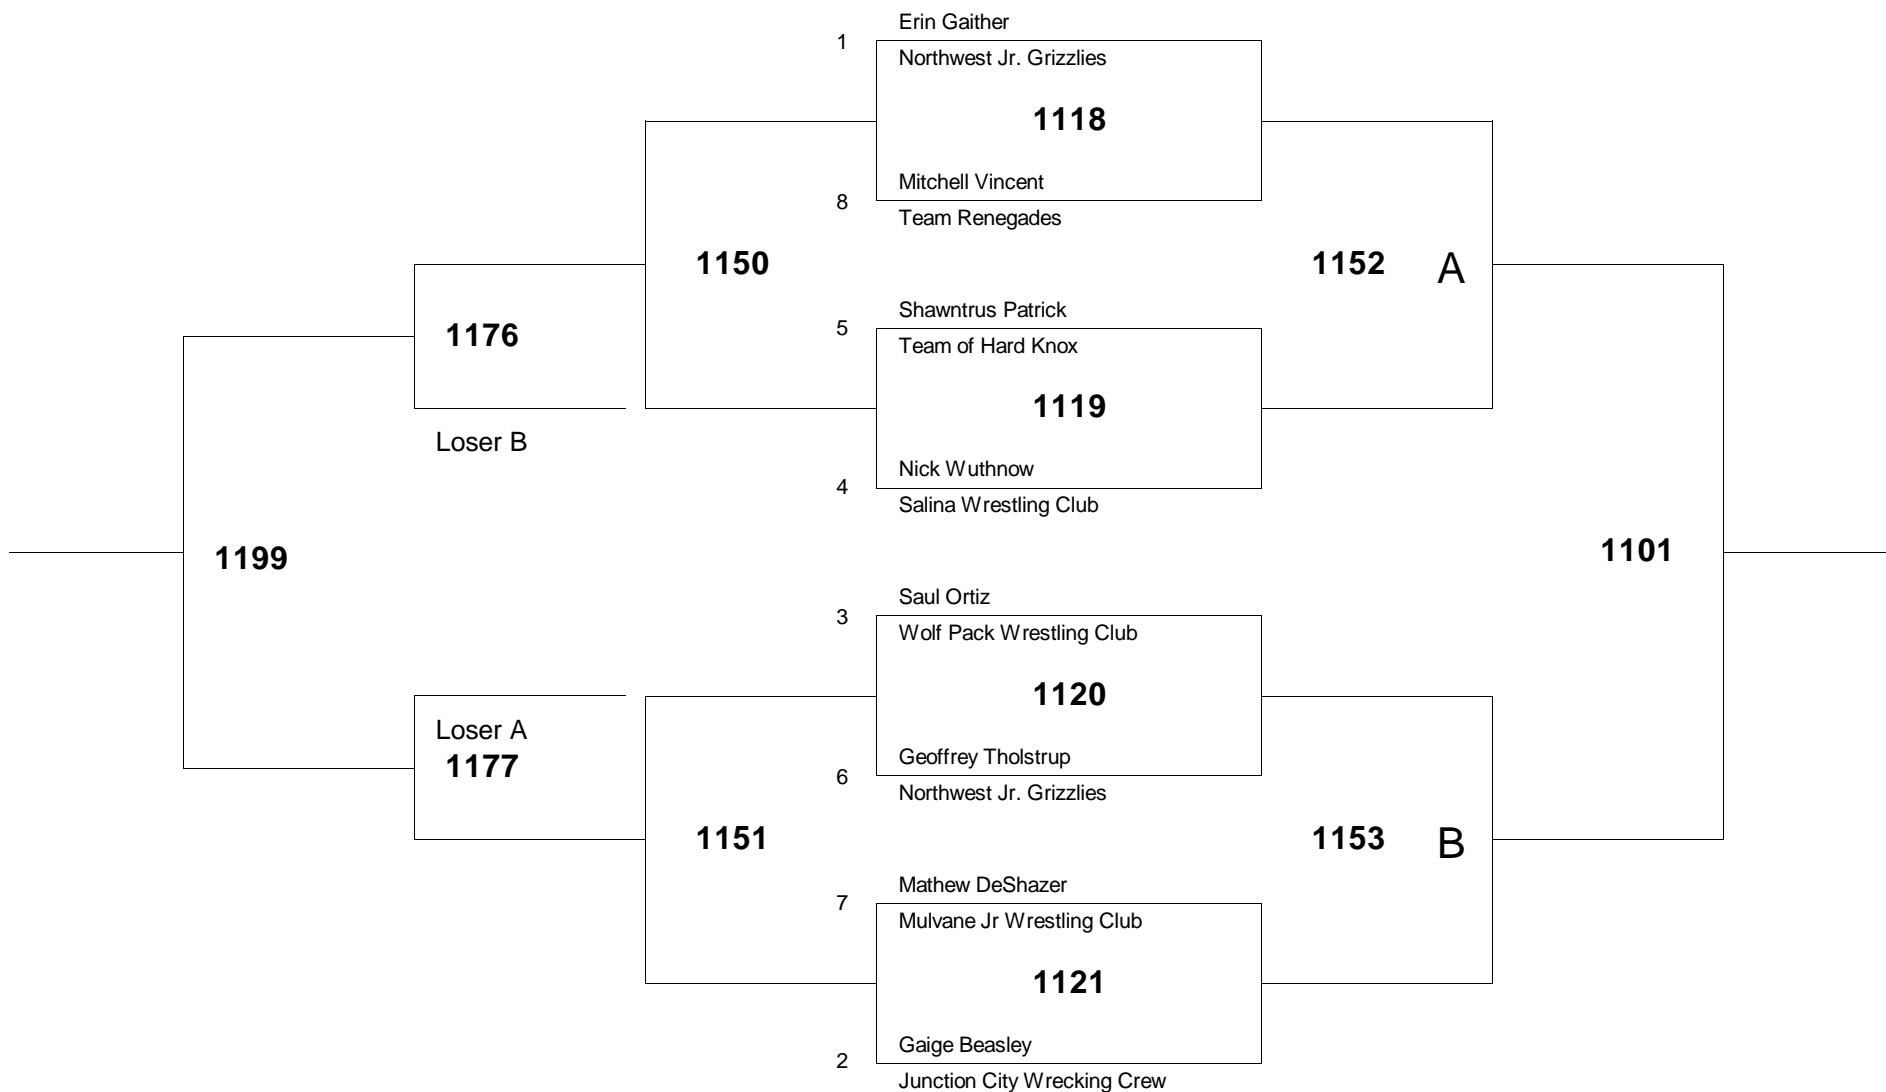 Erin Gaither
1
Northwest Jr. Grizzlies
1118
Mitchell Vincent
8
Team Renegades
1150
1152
A
Shawntrus Patrick
5
Team of Hard Knox
1176
1119
Loser B
Nick Wuthnow
4
Salina Wrestling Club
1199
1101
Saul Ortiz
3
Wolf Pack Wrestling Club
1120
Loser A
1177
Geoffrey Tholstrup
6
Northwest Jr. Grizzlies
1151
1153
B
Mathew DeShazer
7
Mulvane Jr Wrestling Club
1121
Gaige Beasley
2
Junction City Wrecking Crew